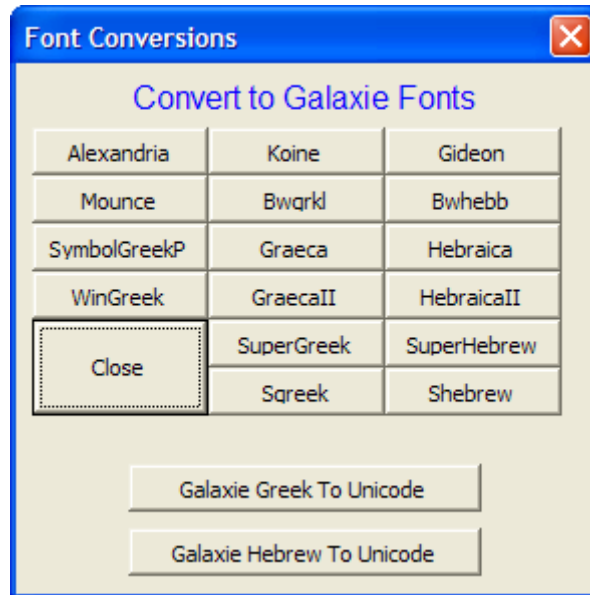 Font Conversions
Convert to Galaxie Fonts
Alexandria Koine Gideon
Mounce Bwgrkl Bwhebb
SymbolGreekP Graeca Hebraica
WinGreek GraecaII HebraicaII
Close SuperGreek SuperHebrew
Sgreek Shebrew
Galaxie Greek To Unicode
Galaxie Hebrew To Unicode